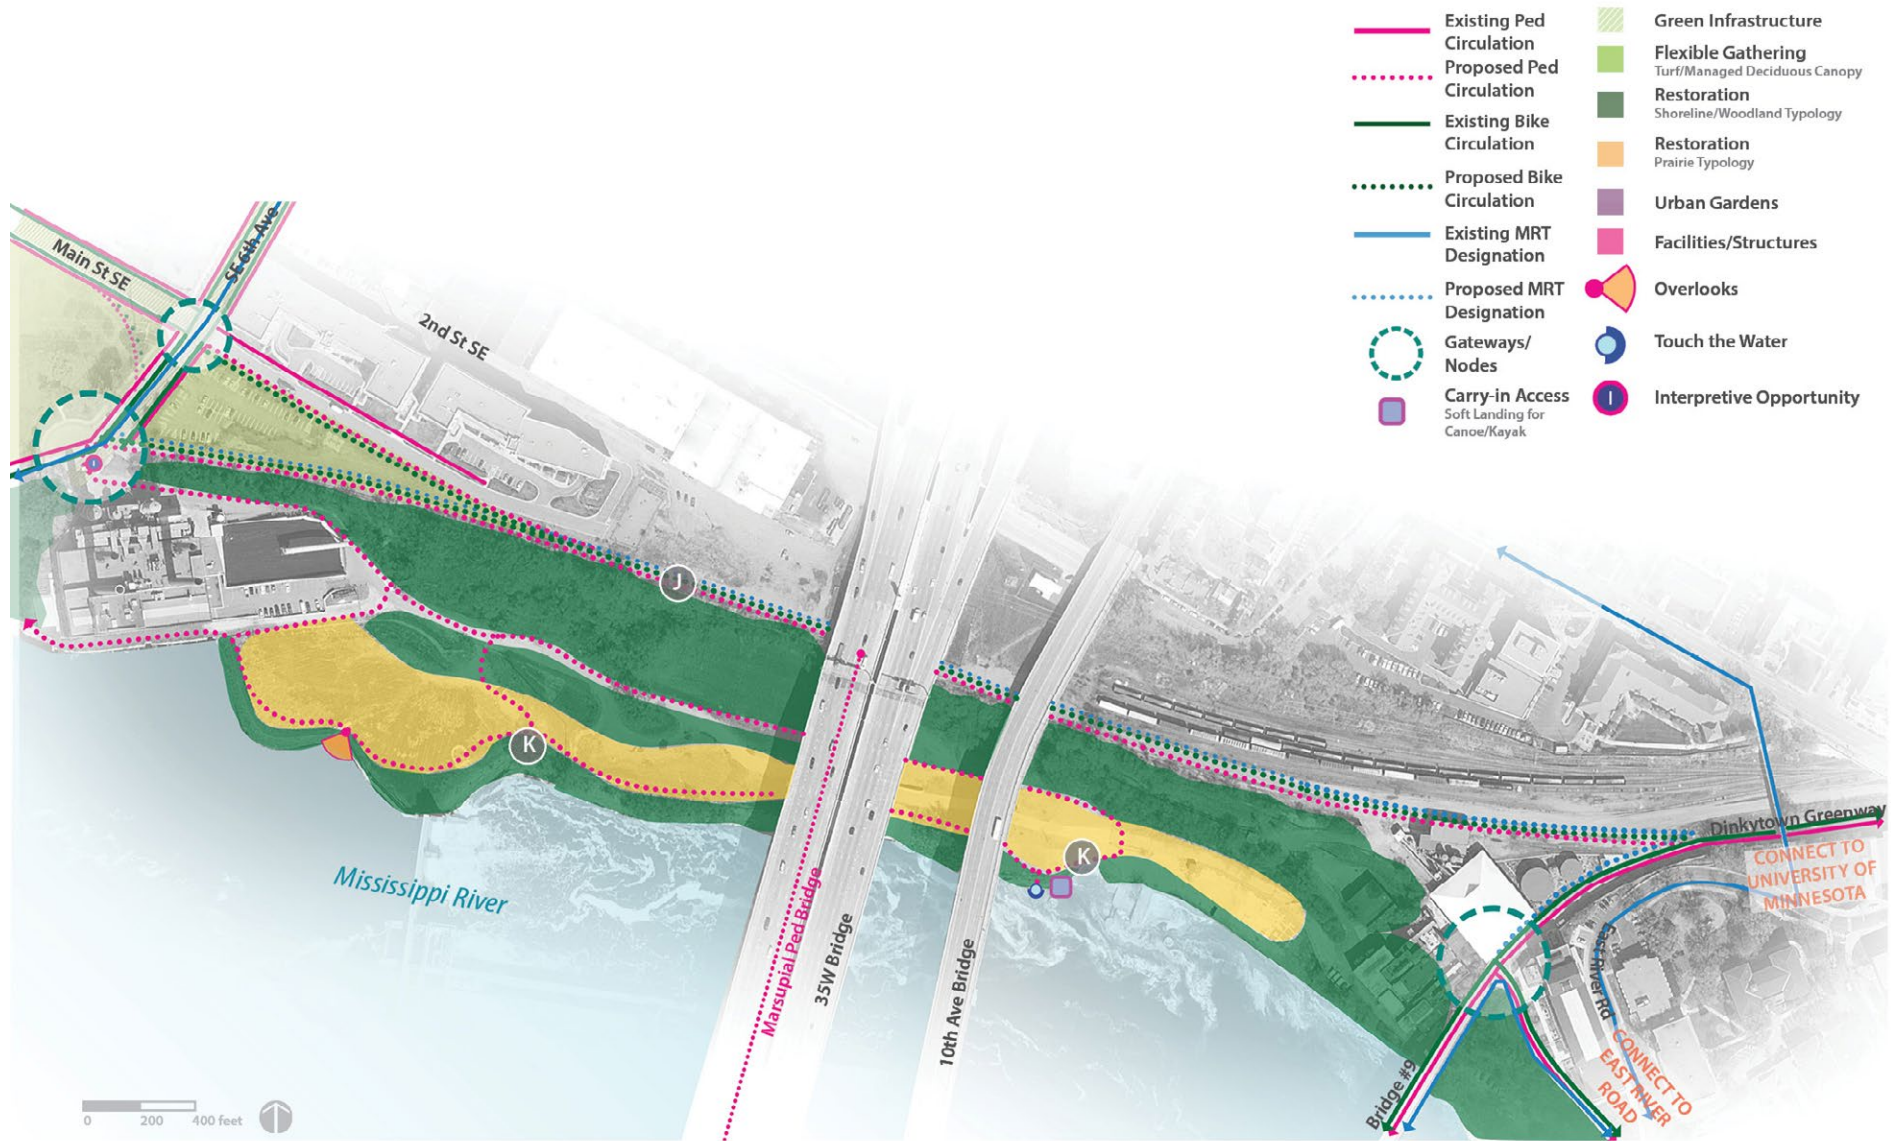 Existing Ped
Circulation
Proposed Ped
Circulation
Existing Bike
Circulation
Proposed Bike
Circulation
Existing MRT
Designation
Proposed MRT
Designation
Gateways/
Nodes
Carry-in Access
Soft Landing for
Canoe/Kayak
Green Infrastructure
Flexible Gathering
Turf/Managed Deciduous Canopy
Restoration
Shoreline/Woodland Typology
Restoration
Prairie Typology
Urban Gardens
Facilities/Structures
Overlooks
Touch the Water
I
Interpretive Opportunity
Main St SE
SE 6th Ave
2nd St SE
I
J
K
K
Mississippi River
Marsupial Ped Bridge
35W Bridge
10th Ave Bridge
Bridge #9
Dinkytown Greenway
CONNECT TO
UNIVERSITY OF
MINNESOTA
East River Rd
CONNECT TO
EAST RIVER
ROAD
0 200 400 feet